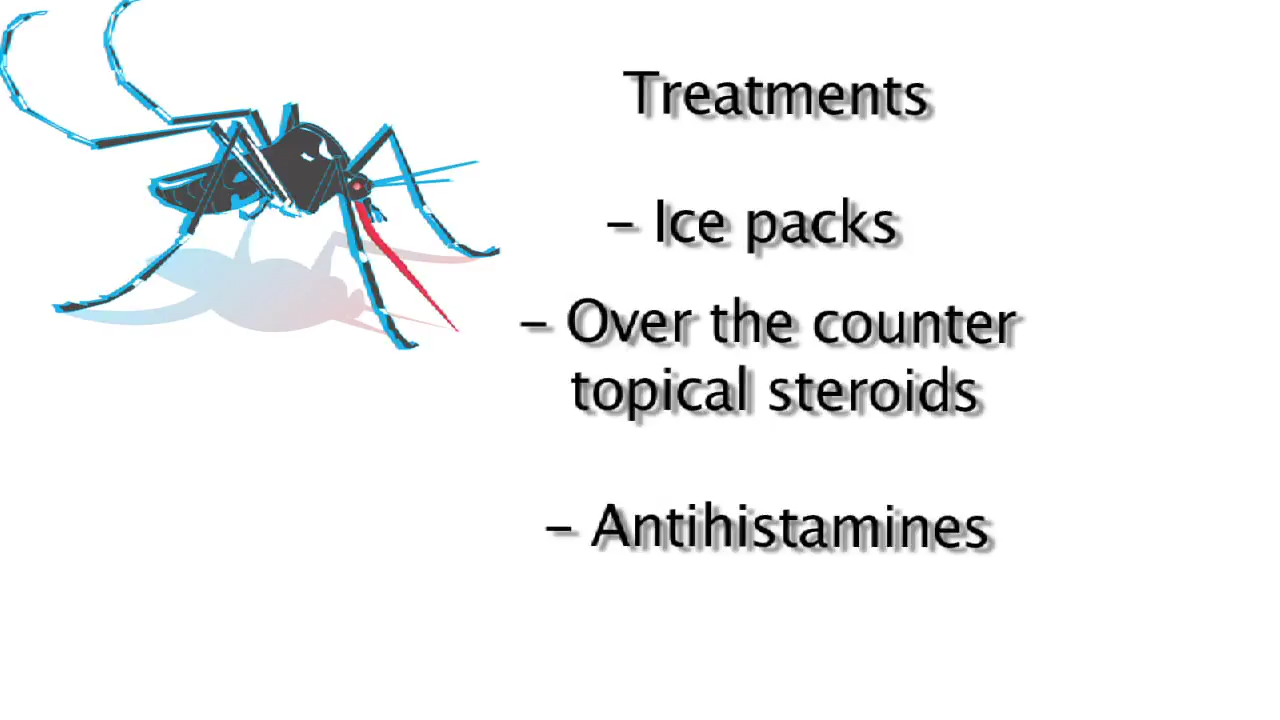 Treatments
– Ice packs
– Over the counter
topical steroids
– Antihistamines